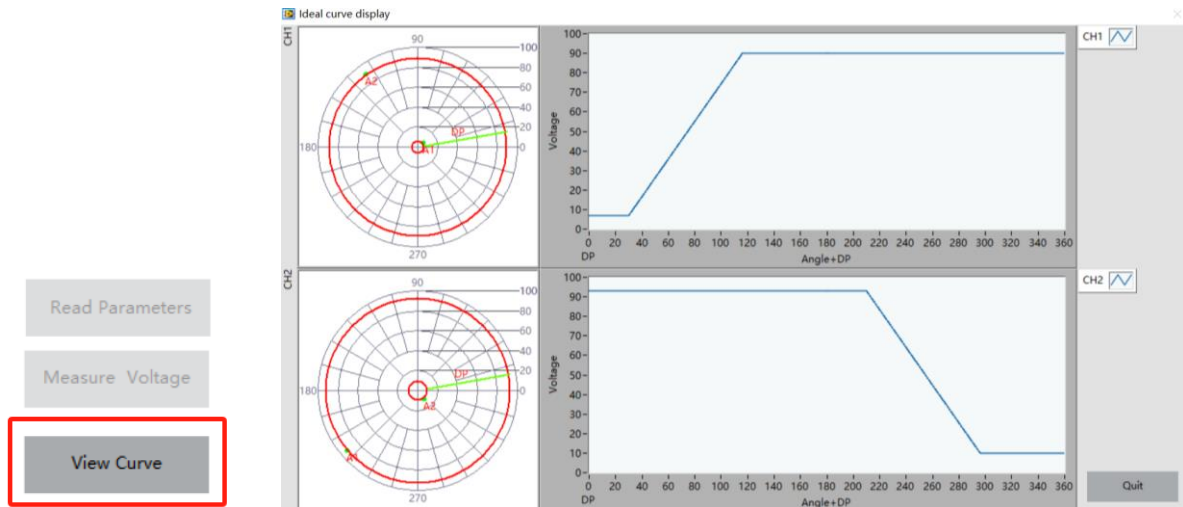 Read Parameters
Measure Voltage
View Curve
Ideal curve display
CH1
90
180
270
100
80
60
40
20
0
A2
DP
A1
Voltage
100
90
80
70
60
50
40
30
20
10
0
0 20 40 60 80 100 120 140 160 180 200 220 240 260 280 300 320 340 360
DP
Angle+DP
CH1
CH2
90
180
270
100
80
60
40
20
0
DP
A2
A1
Voltage
100
90
80
70
60
50
40
30
20
10
0
0 20 40 60 80 100 120 140 160 180 200 220 240 260 280 300 320 340 360
DP
Angle+DP
CH2
Quit